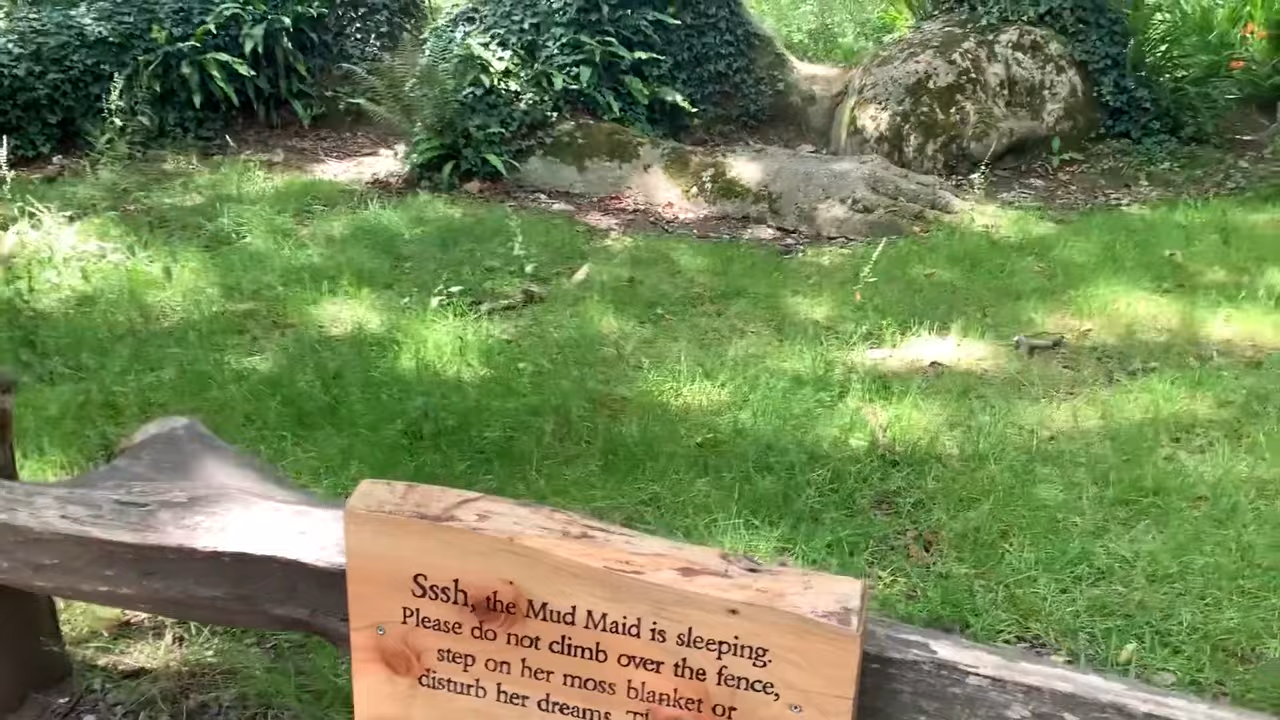 Sssh, the Mud Maid is sleeping.
Please do not climb over the fence,
step on her moss blanket or
disturb her dreams.